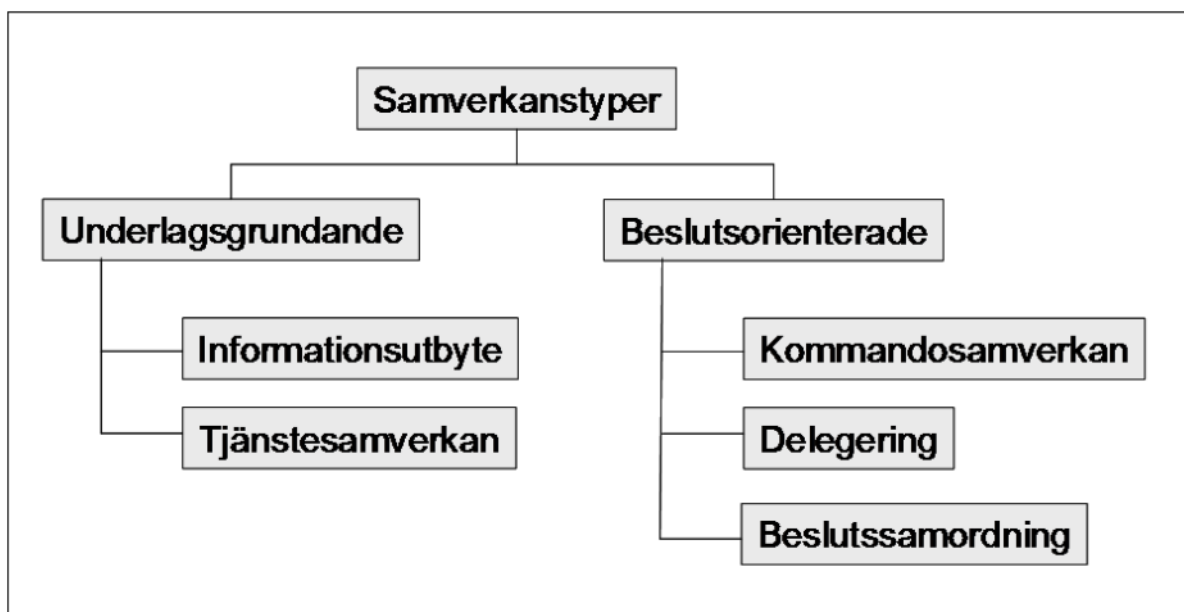 Samverkanstyper
Underlagsgrundande
Informationsutbyte
Tjänstesamverkan
Beslutsorienterade
Kommandosamverkan
Delegering
Beslutssamordning